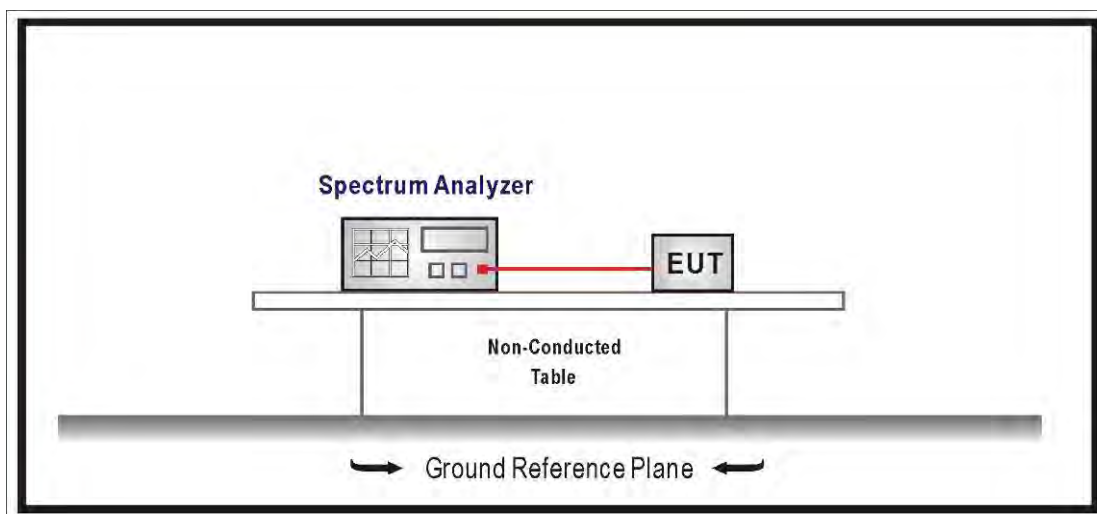 Spectrum Analyzer
EUT
Non-Conducted
Table
Ground Reference Plane